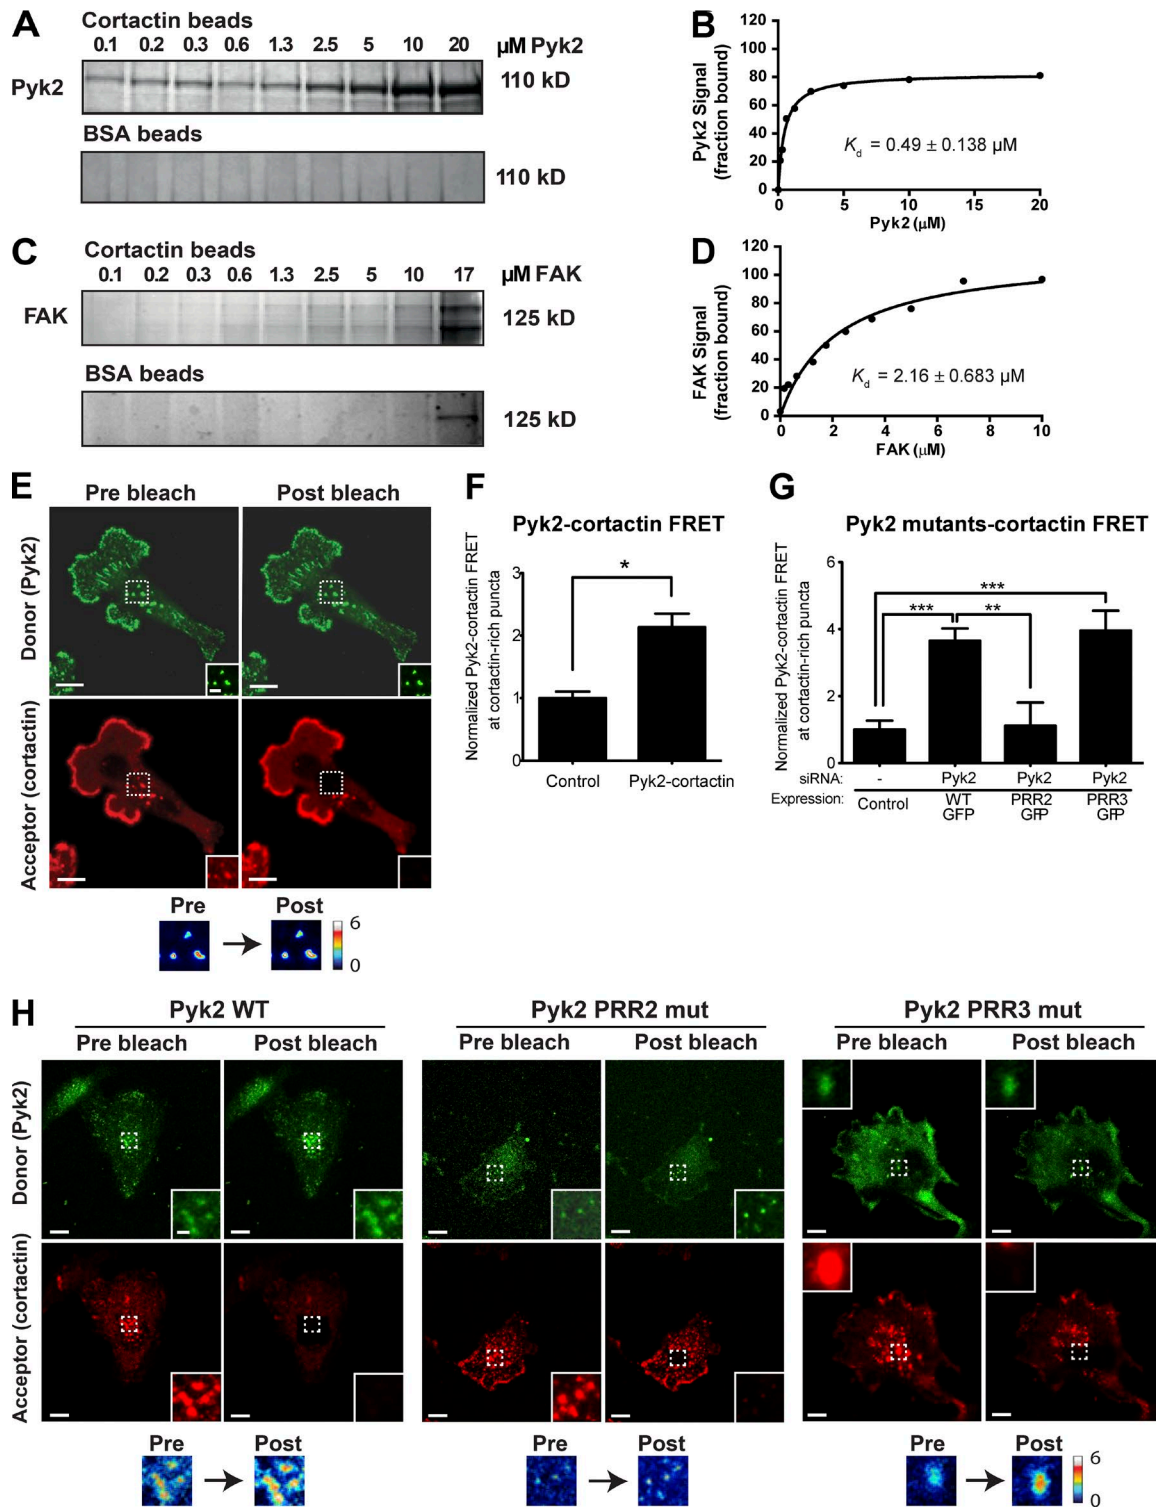 A
Cortactin beads
0.1 0.2 0.3 0.6 1.3 2.5 5 10 20 µM Pyk2
Pyk2
110 kD
BSA beads
110 kD
B
Pyk2 Signal
(fraction bound)
120
100
80
60
40
20
0
Kd = 0.49 ± 0.138 µM
0 5 10 15 20
Pyk2 (µM)
C
Cortactin beads
0.1 0.2 0.3 0.6 1.3 2.5 5 10 17 µM FAK
FAK
125 kD
BSA beads
125 kD
D
FAK Signal
(fraction bound)
120
100
80
60
40
20
0
Kd = 2.16 ± 0.683 µM
0 2 4 6 8 10
FAK (µM)
E
Pre bleach Post bleach
Donor (Pyk2)
Acceptor (cortactin)
Pre Post
6
0
F
Pyk2-cortactin FRET
Normalized Pyk2-cortactin FRET
at cortactin-rich puncta
3
2
1
0
*
Control Pyk2-cortactin
G
Pyk2 mutants-cortactin FRET
Normalized Pyk2-cortactin FRET
at cortactin-rich puncta
6
4
2
0
***
*** **
siRNA: - Pyk2 Pyk2 Pyk2
Expression: Control WT GFP PRR2 GFP PRR3 GFP
H
Pyk2 WT Pyk2 PRR2 mut Pyk2 PRR3 mut
Pre bleach Post bleach Pre bleach Post bleach Pre bleach Post bleach
Donor (Pyk2)
Acceptor (cortactin)
Pre Post Pre Post Pre Post
6
0